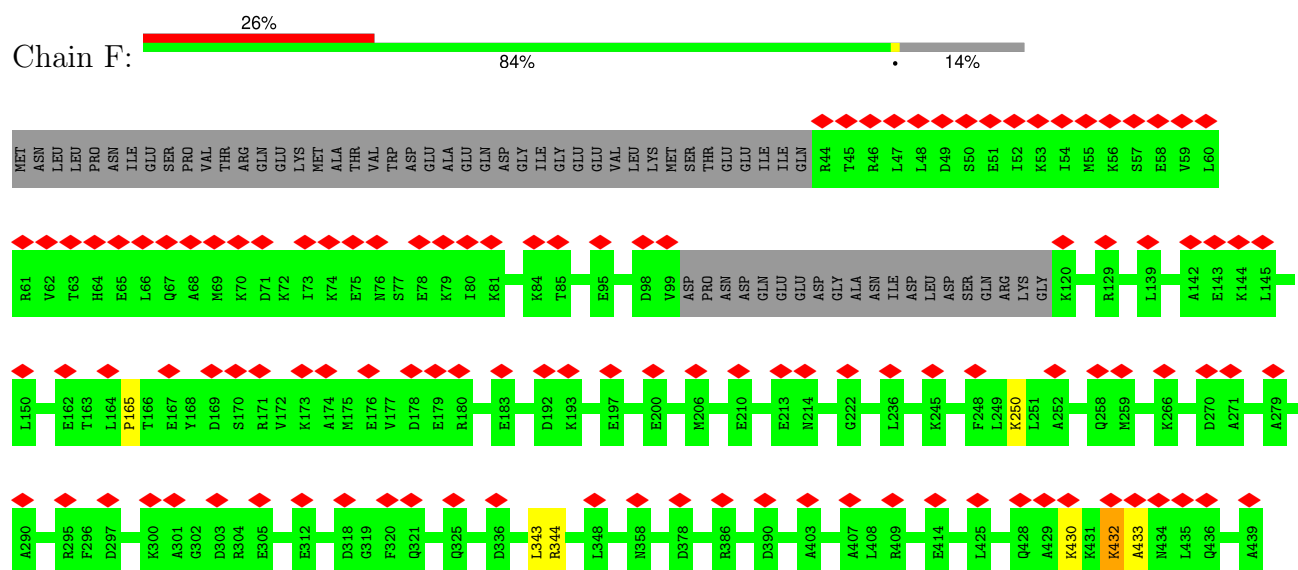 26%
Chain F:
84% • 14%
MET ASN LEU LEU PRO ASN ILE GLU SER PRO VAL THR ARG GLN GLU LYS MET ALA THR VAL TRP ASP GLU ALA GLU GLN ASP GLY ILE GLY GLU GLU VAL LEU LYS MET SER THR GLU GLU ILE ILE GLN R44 T45 R46 L47 L48 D49 S50 E51 I52 K53 I54 M55 K56 S57 E58 V59 L60
R61 V62 T63 H64 E65 L66 Q67 A68 M69 K70 D71 K72 I73 K74 E75 N76 S77 E78 K79 I80 K81 K84 T85 E95 D98 V99 ASP PRO ASN ASP GLN GLU GLU ASP GLY ALA ASN ILE ASP LEU ASP SER GLN ARG LYS GLY K120 R129 L139 A142 E143 K144 L145
L150 E162 T163 L164 P165 T166 E167 Y168 D169 S170 R171 V172 K173 A174 M175 E176 V177 D178 E179 R180 E183 D192 K193 E197 E200 M206 E210 E213 N214 G222 L236 K245 F248 L249 K250 L251 A252 Q258 M259 K266 D270 A271 A279
A290 R295 F296 D297 K300 A301 G302 D303 R304 E305 E312 D318 G319 F320 Q321 Q325 D336 L343 R344 L348 N358 D378 R386 D390 A403 A407 L408 R409 E414 L425 Q428 A429 K430 K431 K432 A433 N434 L435 Q436 A439